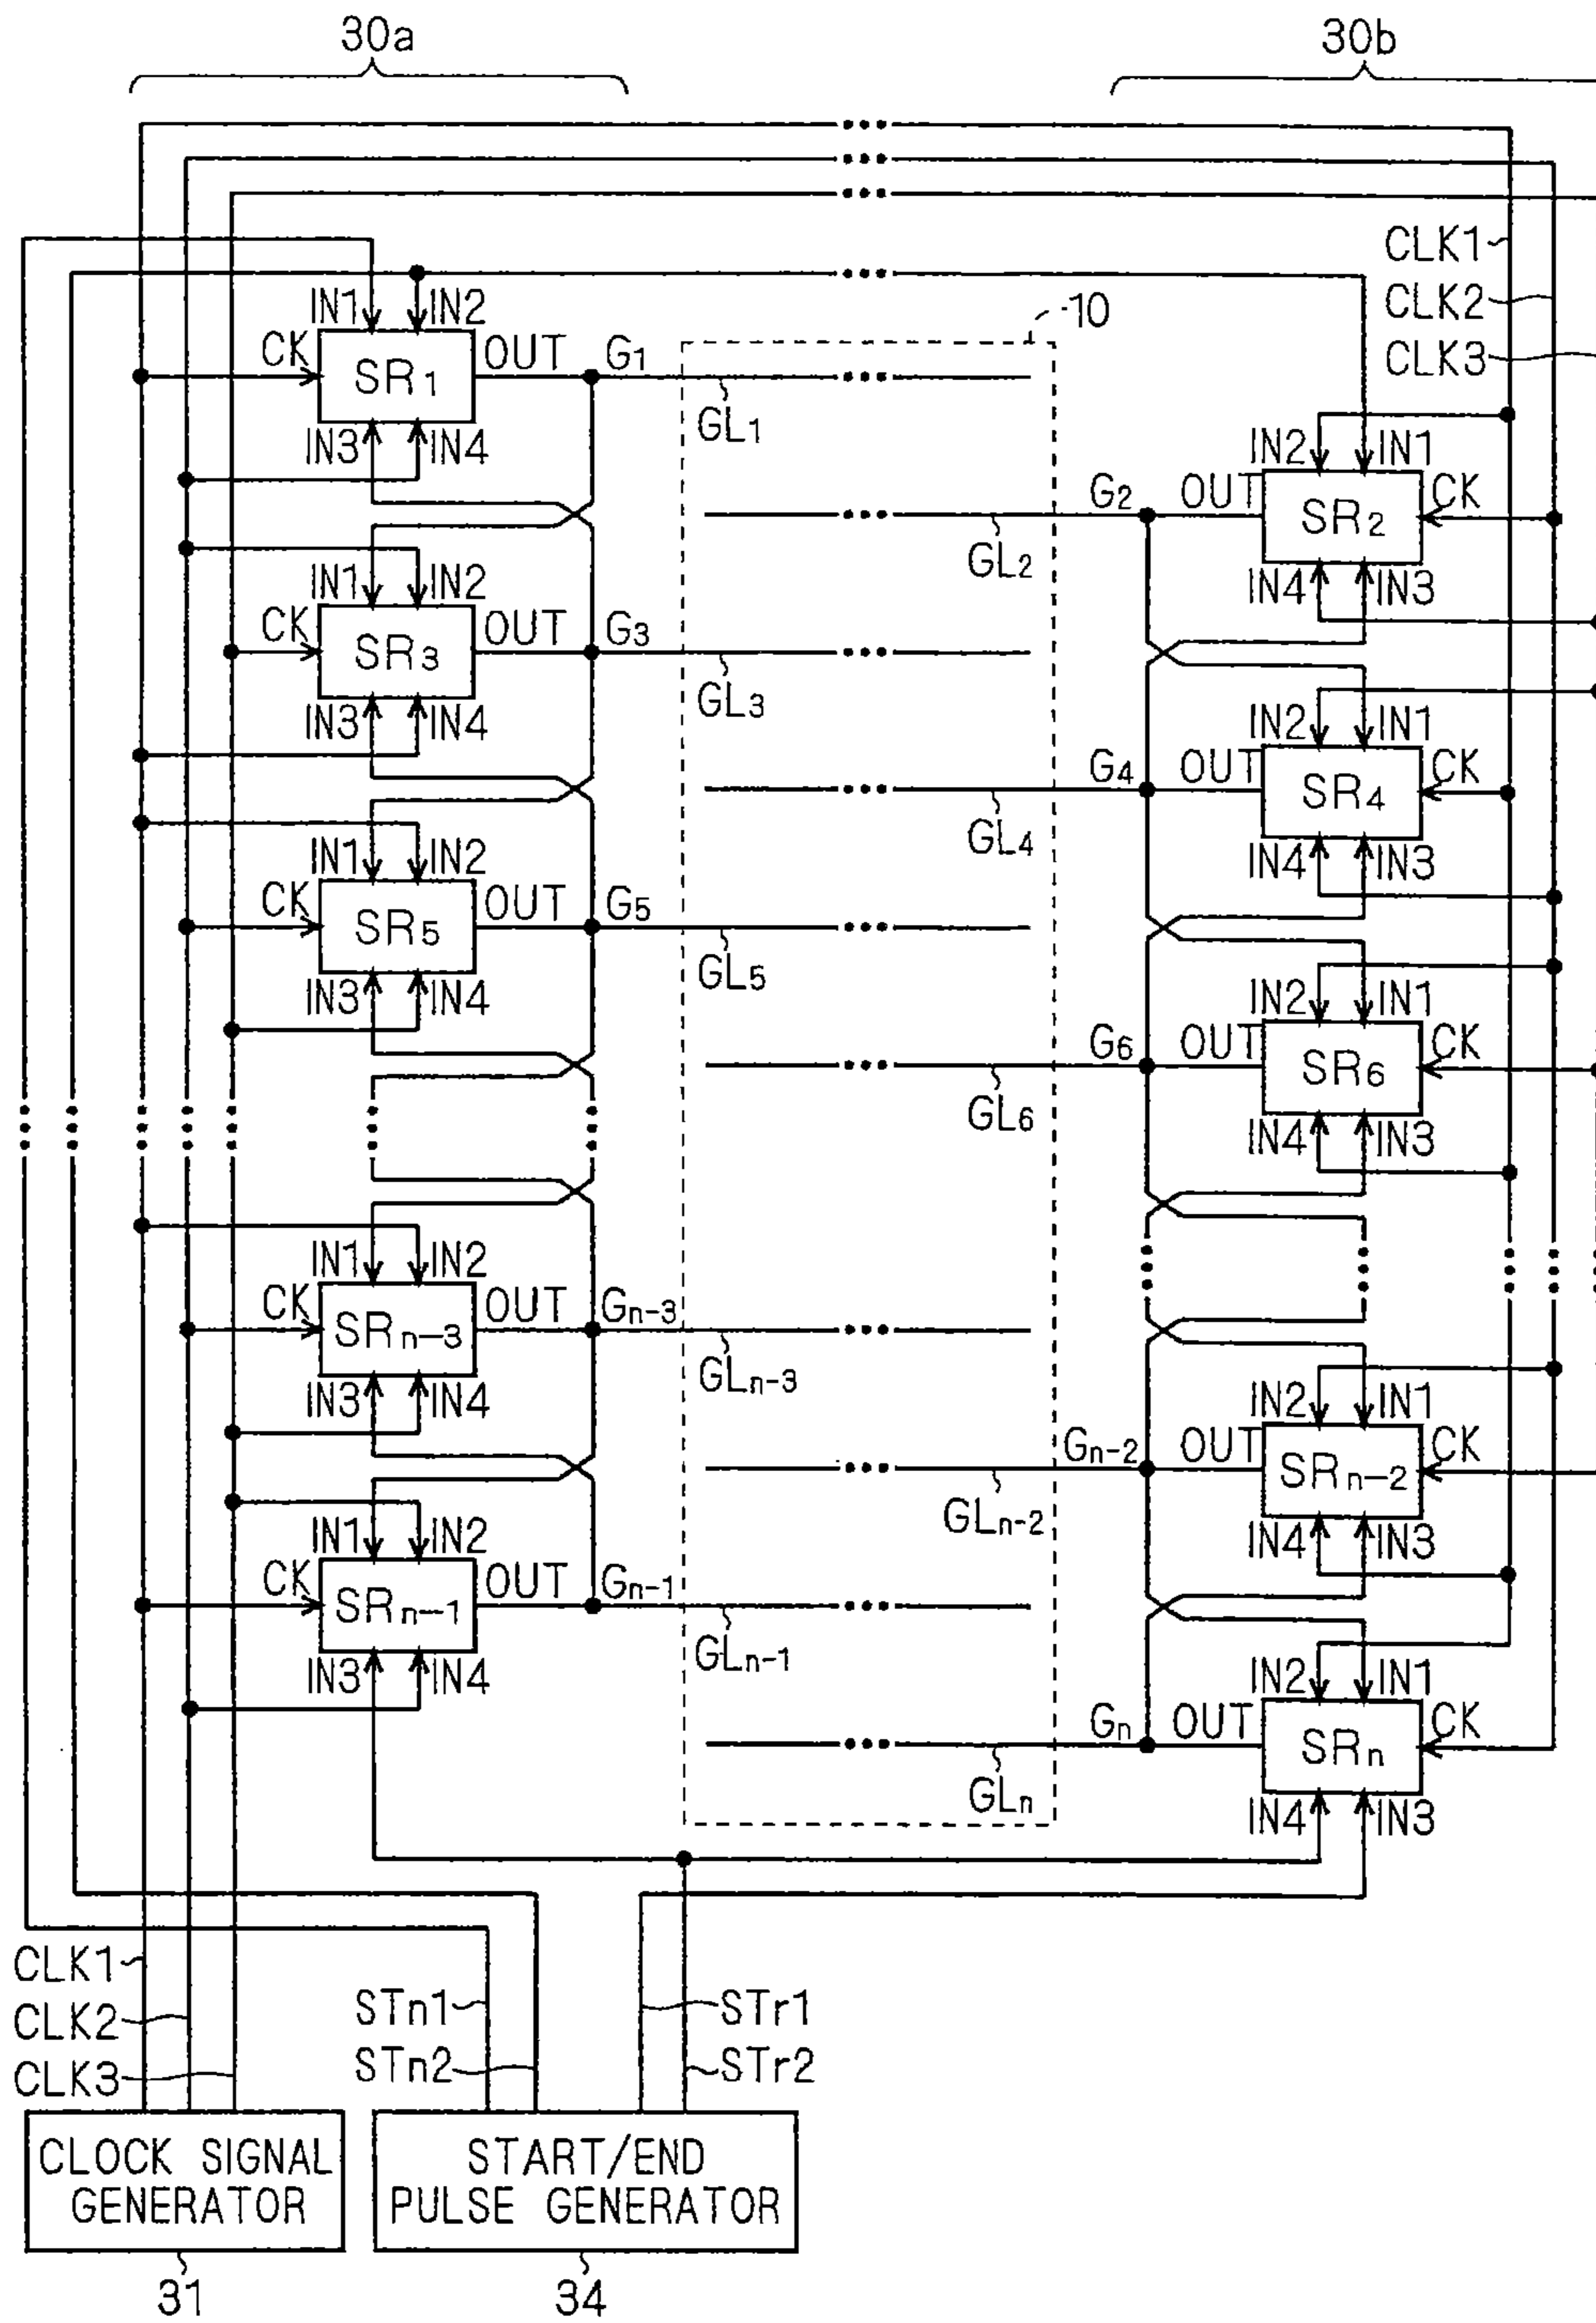 30a
30b
CLK1
CLK2
CLK3
10
IN1 IN2
CK SR1 OUT G1
IN3 IN4
GL1
IN2 IN1
G2 OUT SR2 CK
GL2
IN4 IN3
IN1 IN2
CK SR3 OUT G3
IN3 IN4
GL3
IN2 IN1
G4 OUT SR4 CK
GL4
IN4 IN3
IN1 IN2
CK SR5 OUT G5
IN3 IN4
GL5
IN2 IN1
G6 OUT SR6 CK
GL6
IN4 IN3
IN1 IN2
CK SRn-3 OUT Gn-3
IN3 IN4
GLn-3
IN2 IN1
Gn-2 OUT SRn-2 CK
GLn-2
IN4 IN3
IN1 IN2
CK SRn-1 OUT Gn-1
IN3 IN4
GLn-1
IN2 IN1
Gn OUT SRn CK
GLn
IN4 IN3
CLK1
CLK2
CLK3
STn1
STn2
STr1
STr2
CLOCK SIGNAL
GENERATOR
START/END
PULSE GENERATOR
31
34